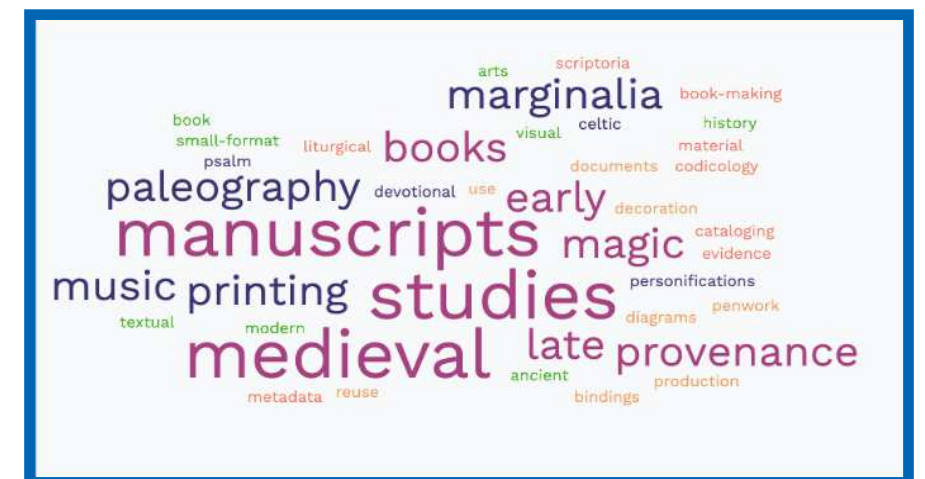 scriptoria
arts
marginalia book-making
book visual celtic history
small-format liturgical books material
psalm documents codicology
paleography devotional use early decoration
manuscripts magic cataloging
evidence
music printing studies personifications
textual modern diagrams penwork
medieval late provenance
ancient production
metadata reuse bindings